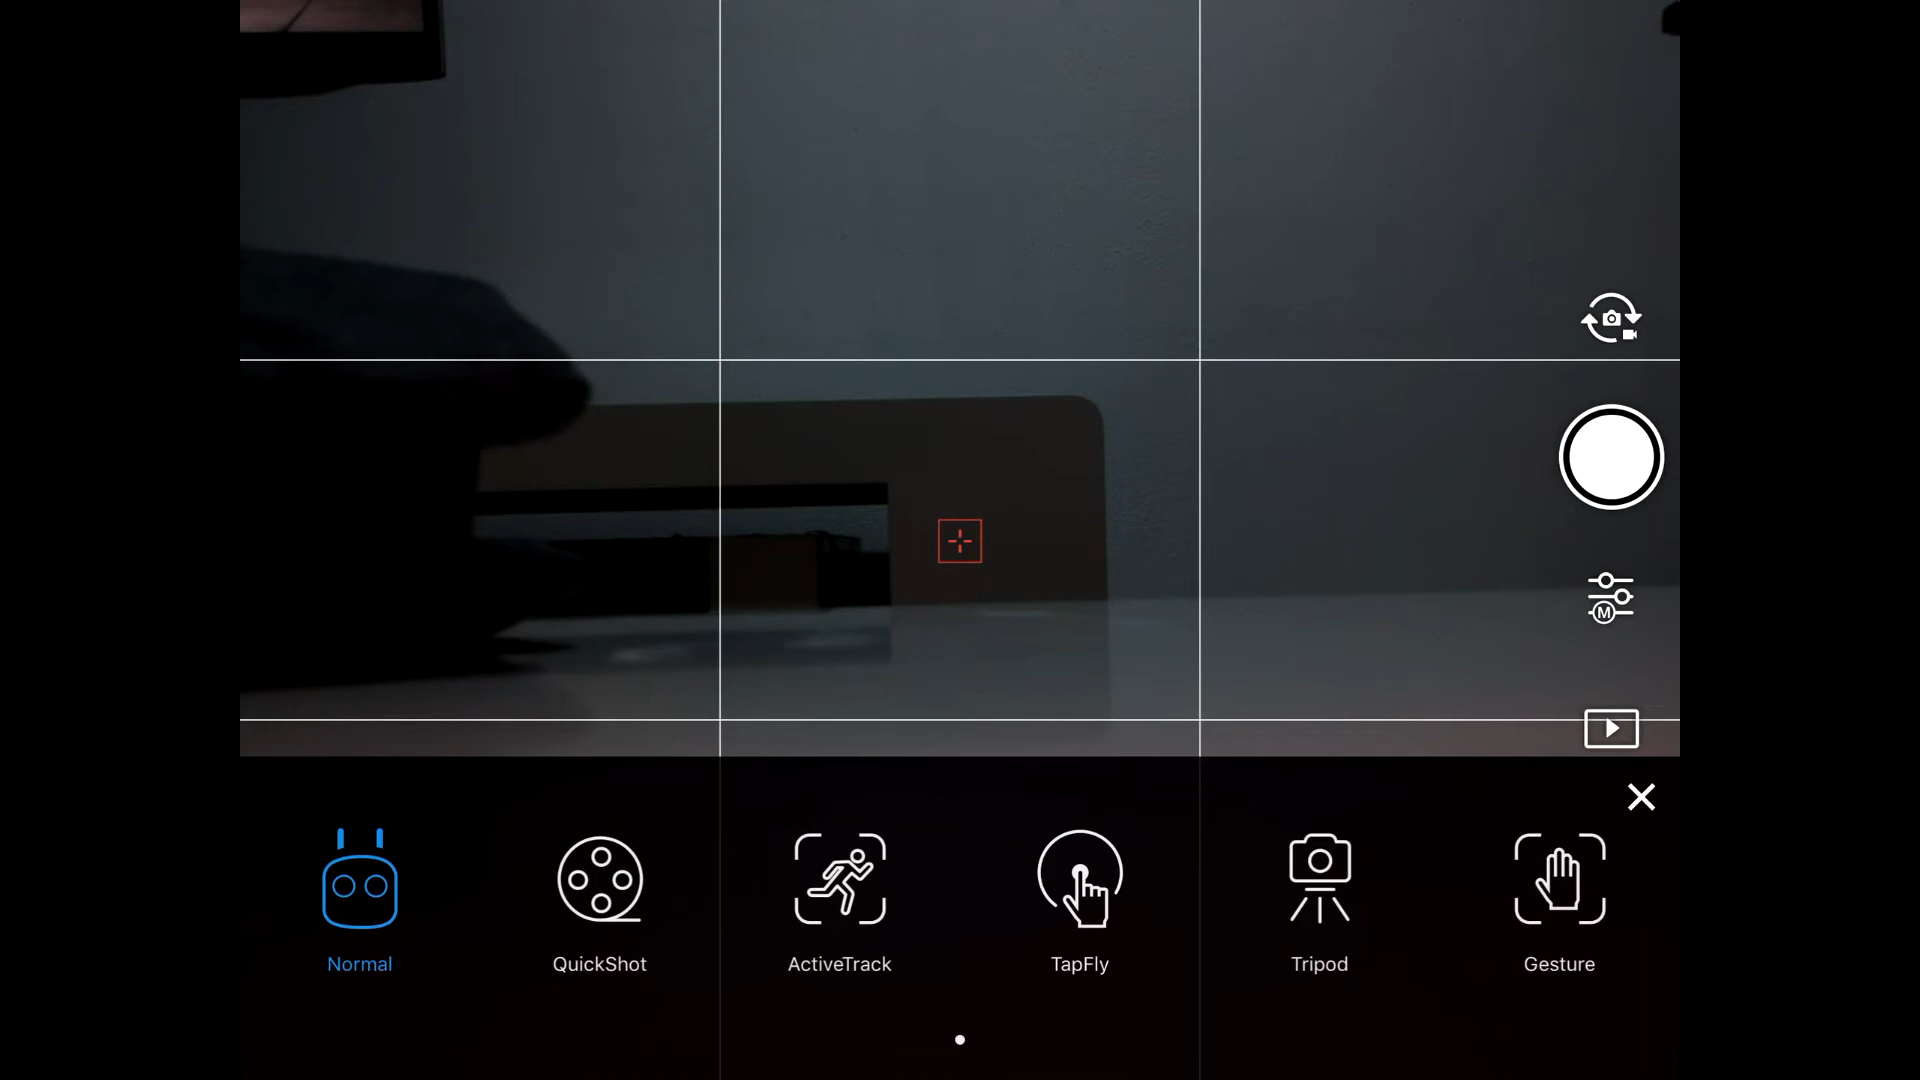 M
Normal
QuickShot
ActiveTrack
TapFly
Tripod
Gesture